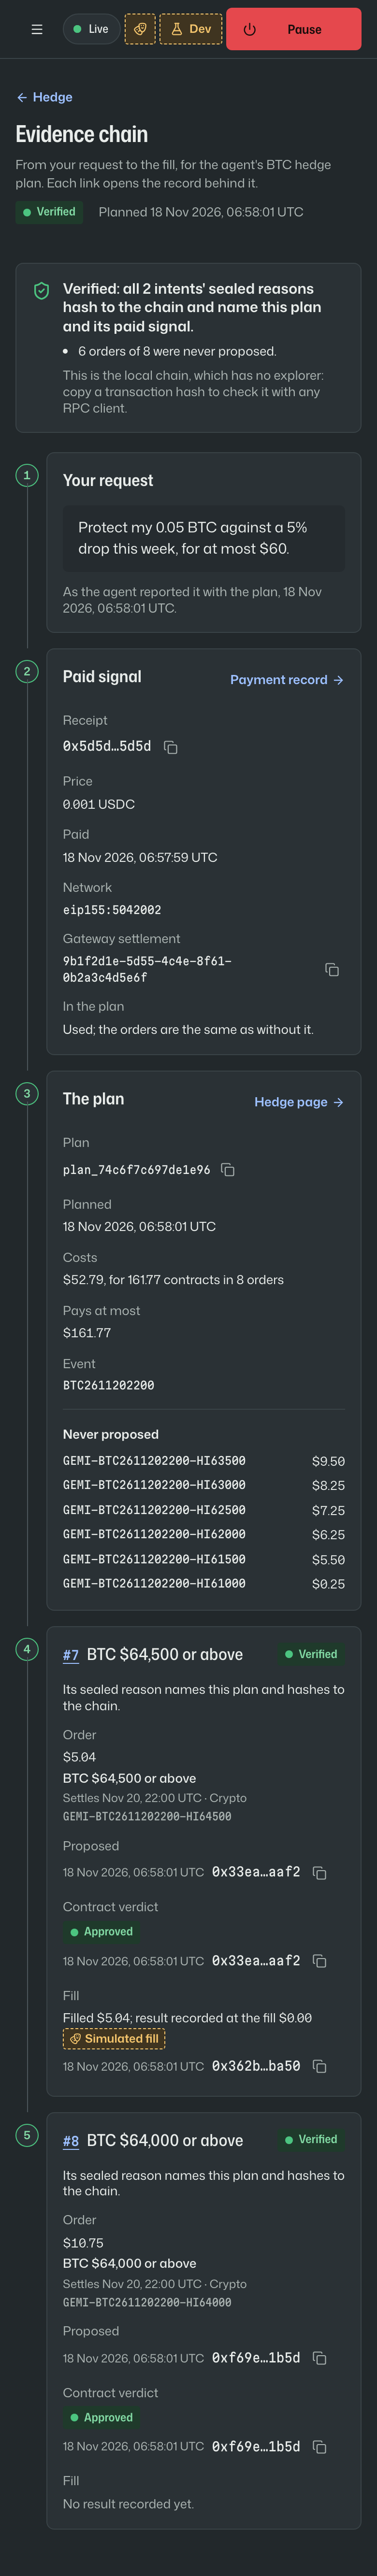 Live
Dev
Pause
← Hedge
Evidence chain
From your request to the fill, for the agent's BTC hedge
plan. Each link opens the record behind it.
Verified
Planned 18 Nov 2026, 06:58:01 UTC
Verified: all 2 intents' sealed reasons
hash to the chain and name this plan
and its paid signal.
• 6 orders of 8 were never proposed.
This is the local chain, which has no explorer:
copy a transaction hash to check it with any
RPC client.
1
Your request
Protect my 0.05 BTC against a 5%
drop this week, for at most $60.
As the agent reported it with the plan, 18 Nov
2026, 06:58:01 UTC.
2
Paid signal
Payment record →
Receipt
0x5d5d…5d5d
Price
0.001 USDC
Paid
18 Nov 2026, 06:57:59 UTC
Network
eip155:5042002
Gateway settlement
9b1f2d1e-5d55-4c4e-8f61-
0b2a3c4d5e6f
In the plan
Used; the orders are the same as without it.
3
The plan
Hedge page →
Plan
plan_74c6f7c697de1e96
Planned
18 Nov 2026, 06:58:01 UTC
Costs
$52.79, for 161.77 contracts in 8 orders
Pays at most
$161.77
Event
BTC2611202200
Never proposed
GEMI-BTC2611202200-HI63500 $9.50
GEMI-BTC2611202200-HI63000 $8.25
GEMI-BTC2611202200-HI62500 $7.25
GEMI-BTC2611202200-HI62000 $6.25
GEMI-BTC2611202200-HI61500 $5.50
GEMI-BTC2611202200-HI61000 $0.25
4
#7 BTC $64,500 or above
Verified
Its sealed reason names this plan and hashes to
the chain.
Order
$5.04
BTC $64,500 or above
Settles Nov 20, 22:00 UTC · Crypto
GEMI-BTC2611202200-HI64500
Proposed
18 Nov 2026, 06:58:01 UTC 0x33ea…aaf2
Contract verdict
Approved
18 Nov 2026, 06:58:01 UTC 0x33ea…aaf2
Fill
Filled $5.04; result recorded at the fill $0.00
Simulated fill
18 Nov 2026, 06:58:01 UTC 0x362b…ba50
5
#8 BTC $64,000 or above
Verified
Its sealed reason names this plan and hashes to
the chain.
Order
$10.75
BTC $64,000 or above
Settles Nov 20, 22:00 UTC · Crypto
GEMI-BTC2611202200-HI64000
Proposed
18 Nov 2026, 06:58:01 UTC 0xf69e…1b5d
Contract verdict
Approved
18 Nov 2026, 06:58:01 UTC 0xf69e…1b5d
Fill
No result recorded yet.